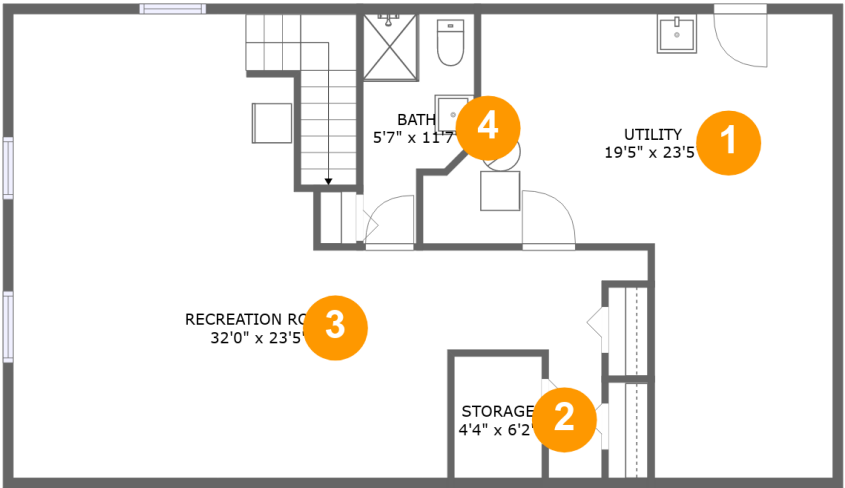 BATH
5'7" x 11'7
4
UTILITY
19'5" x 23'5
1
RECREATION
32'0" x 23'5"
3
STORAGE
4'4" x 6'2"
2